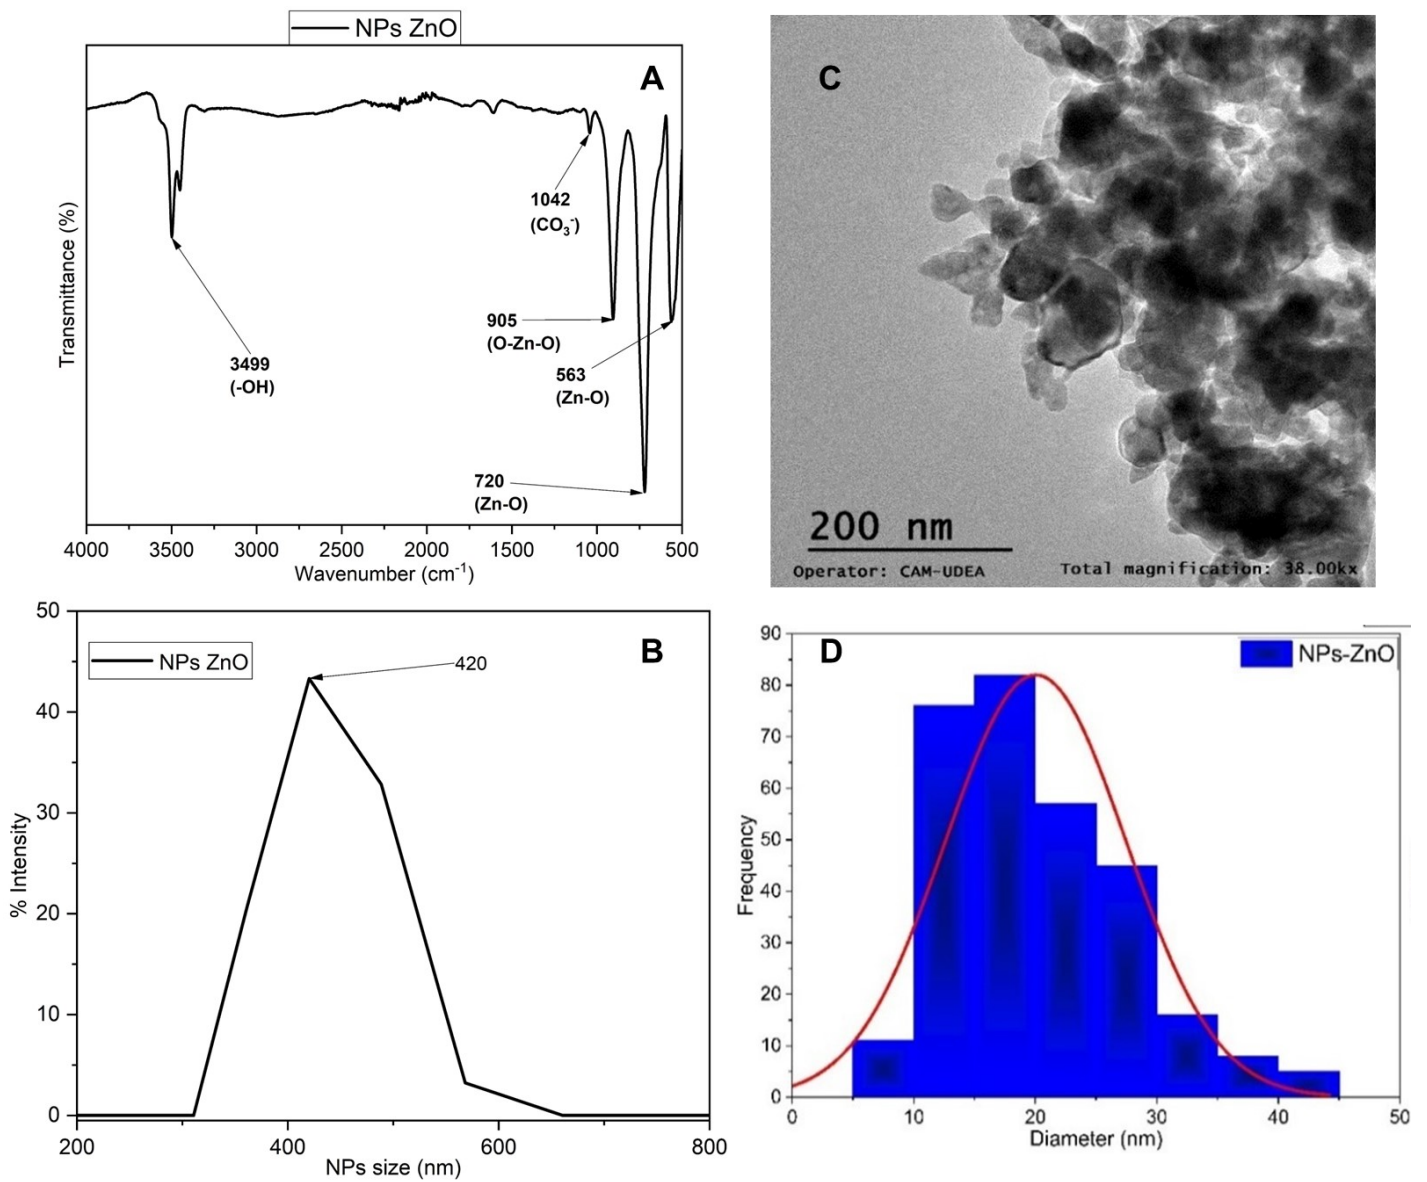 NPs ZnO
A
Transmittance (%)
1042
(CO₃⁻)
905
(O-Zn-O)
563
(Zn-O)
3499
(-OH)
720
(Zn-O)
4000 3500 3000 2500 2000 1500 1000 500
Wavenumber (cm⁻¹)
C
200 nm
Operator: CAM-UDEA
Total magnification: 38.00kx
B
NPs ZnO
420
50
40
30
20
10
0
% Intensity
200 400 600 800
NPs size (nm)
D
NPs-ZnO
90
80
70
60
50
40
30
20
10
0
Frequency
0 10 20 30 40 50
Diameter (nm)